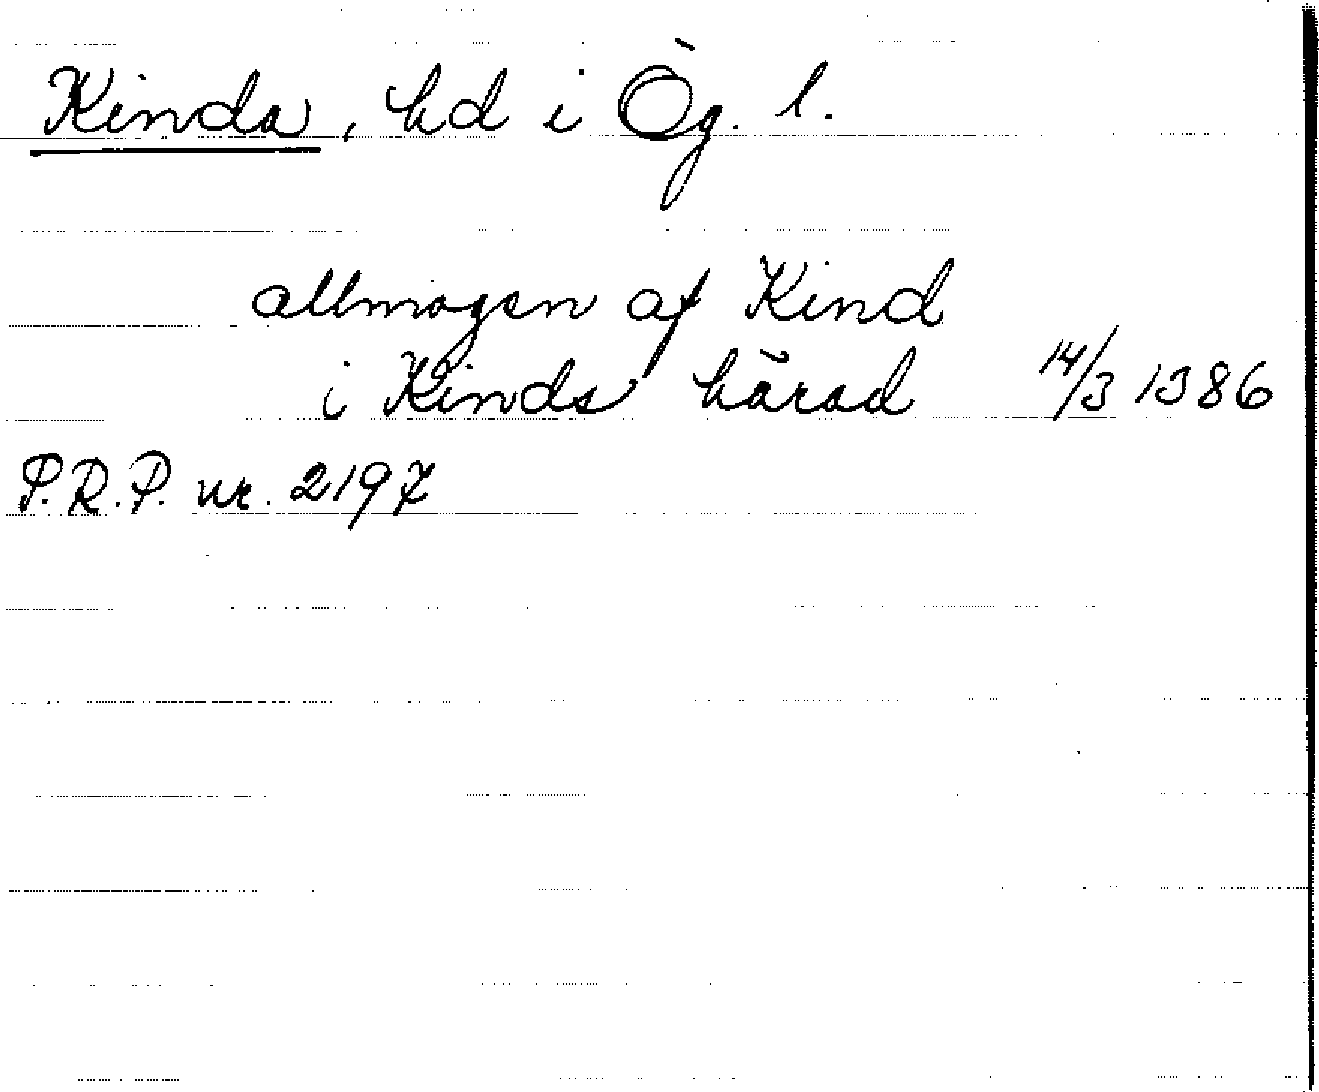 Kinda, hd i Ög. l.
allmogen af Kind
i Kinds härad 14/3 1386
P.R.P. nr. 2197